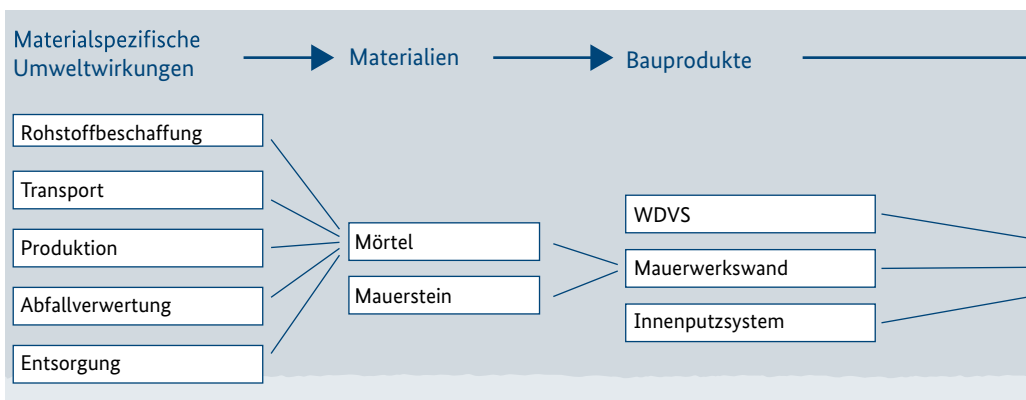 Materialspezifische
Umweltwirkungen
Materialien
Bauprodukte
Rohstoffbeschaffung
Transport
Produktion
Abfallverwertung
Entsorgung
Mörtel
Mauerstein
WDVS
Mauerwerkswand
Innenputzsystem